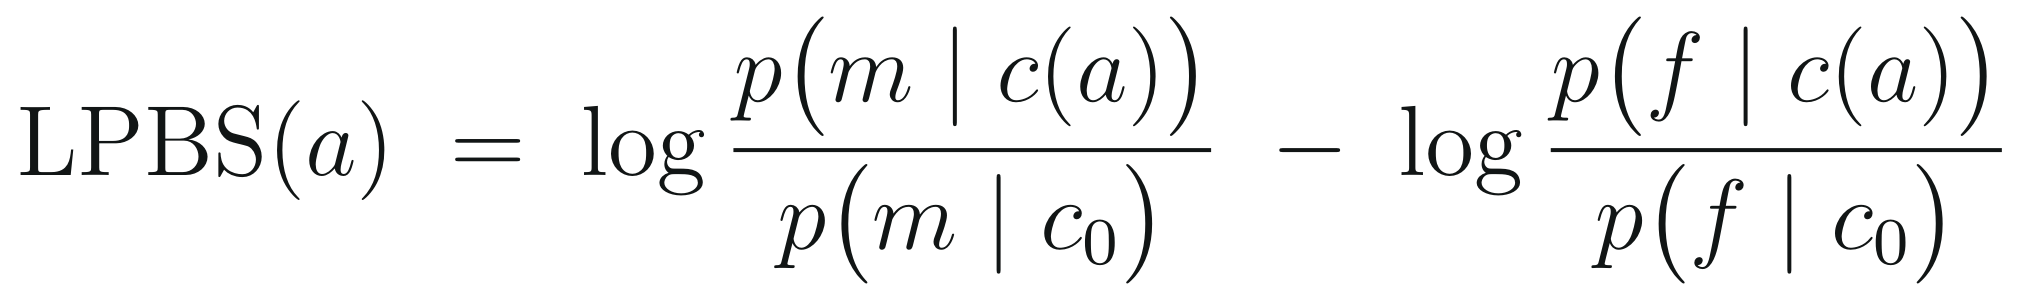 LPBS(a) = log p(m | c(a)) / p(m | c₀) − log p(f | c(a)) / p(f | c₀)